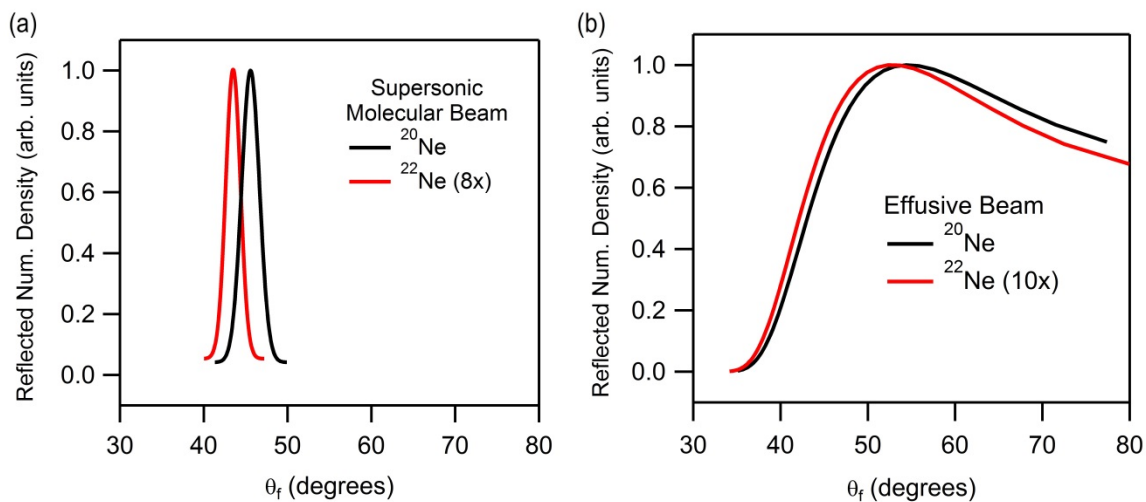 (a)
Reflected Num. Density (arb. units)
1.0
0.8
0.6
0.4
0.2
0.0
Supersonic
Molecular Beam
²⁰Ne
²²Ne (8x)
30 40 50 60 70 80
θf (degrees)
(b)
Reflected Num. Density (arb. units)
1.0
0.8
0.6
0.4
0.2
0.0
Effusive Beam
²⁰Ne
²²Ne (10x)
30 40 50 60 70 80
θf (degrees)